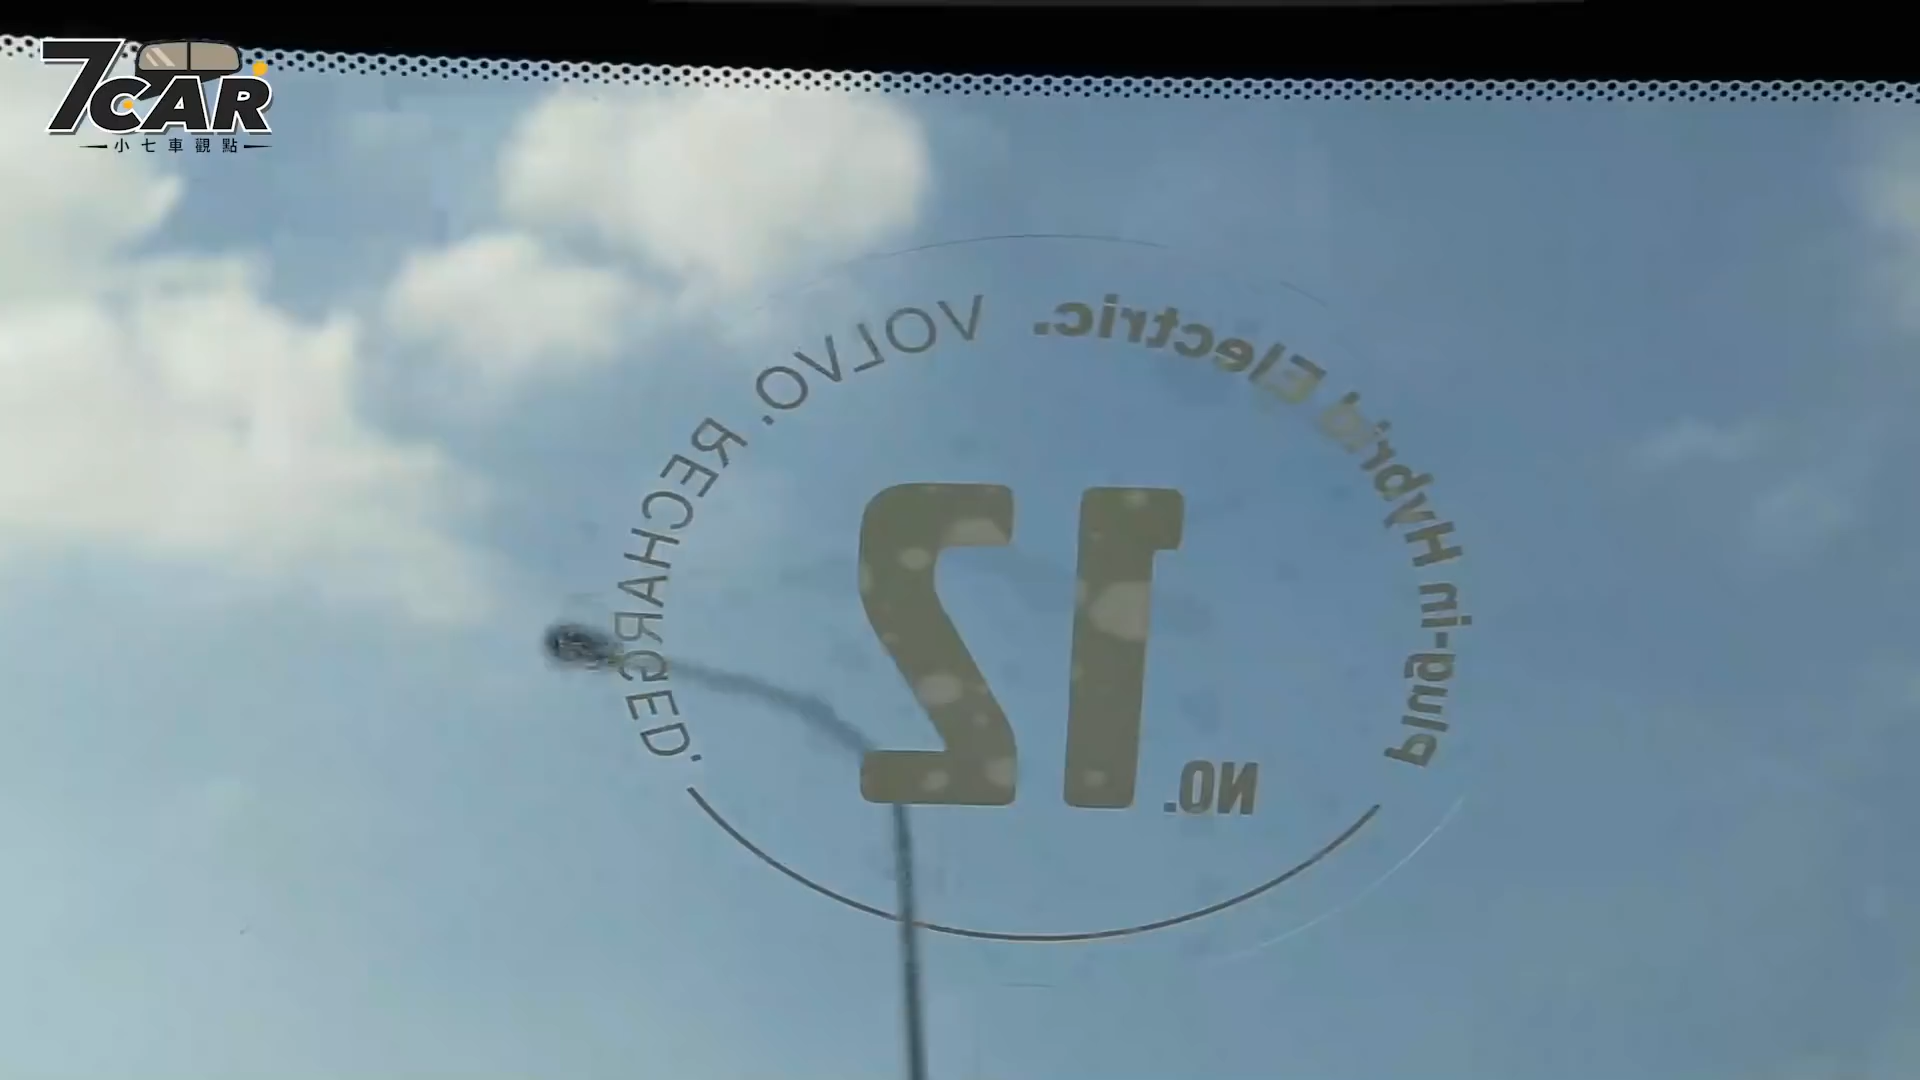 7CAR
小七車觀點
Plug-in Hybrid Electric. VOLVO. RECHARGED.
NO. 12